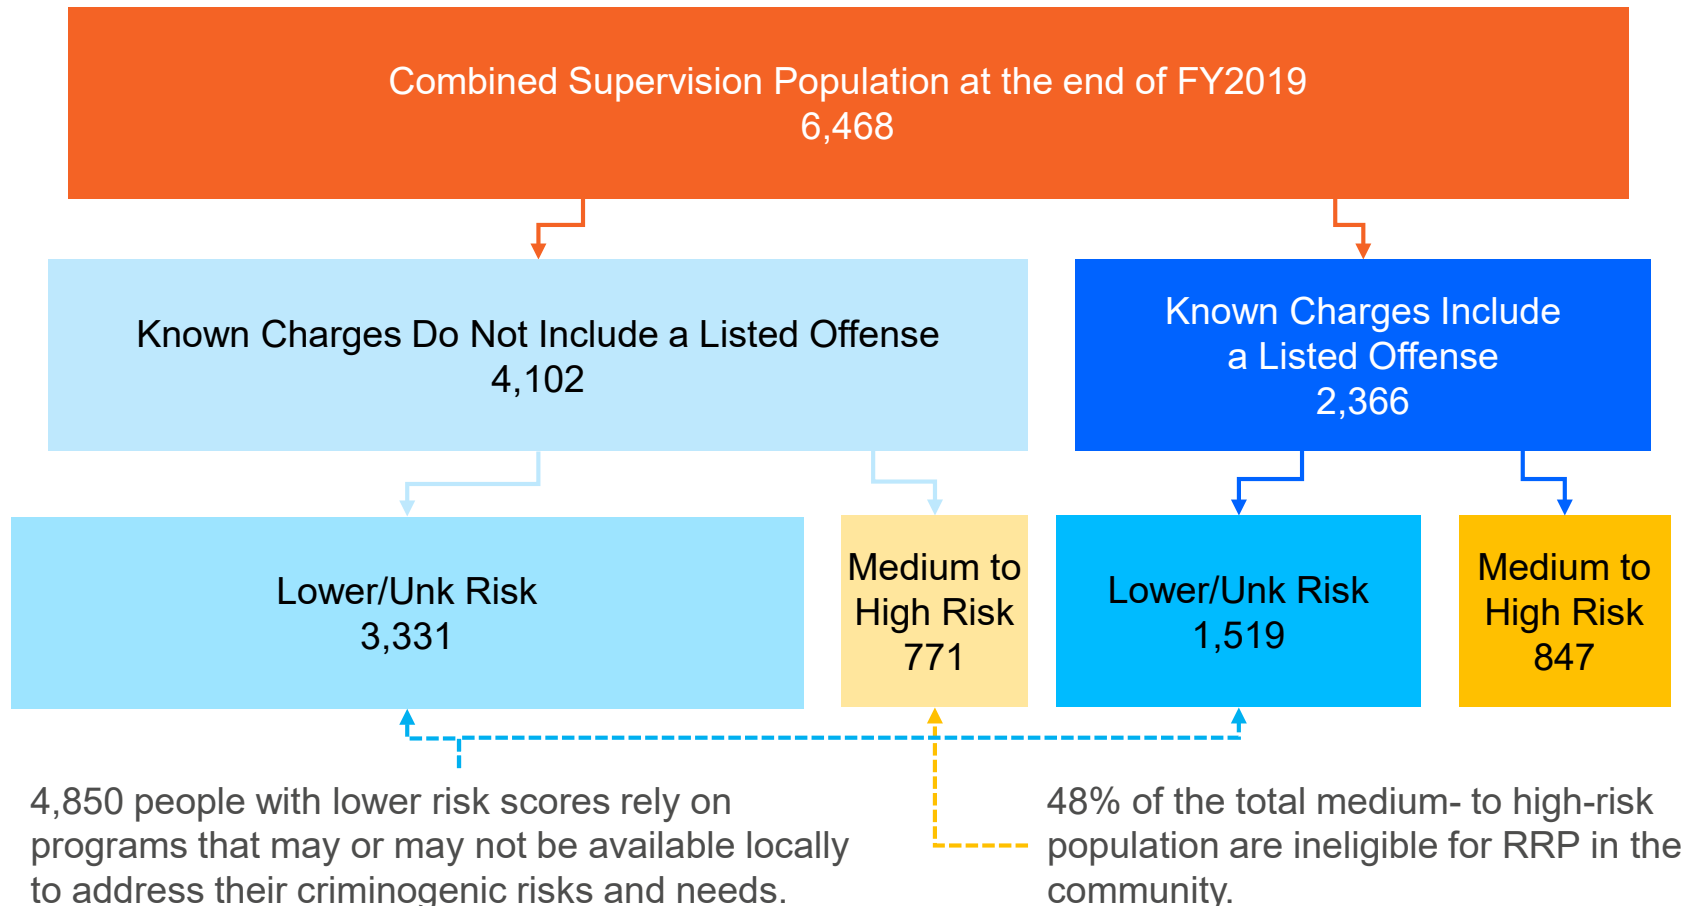 Combined Supervision Population at the end of FY2019
6,468
Known Charges Do Not Include a Listed Offense
4,102
Known Charges Include
a Listed Offense
2,366
Lower/Unk Risk
3,331
Medium to
High Risk
771
Lower/Unk Risk
1,519
Medium to
High Risk
847
4,850 people with lower risk scores rely on
programs that may or may not be available locally
to address their criminogenic risks and needs.
48% of the total medium- to high-risk
population are ineligible for RRP in the
community.